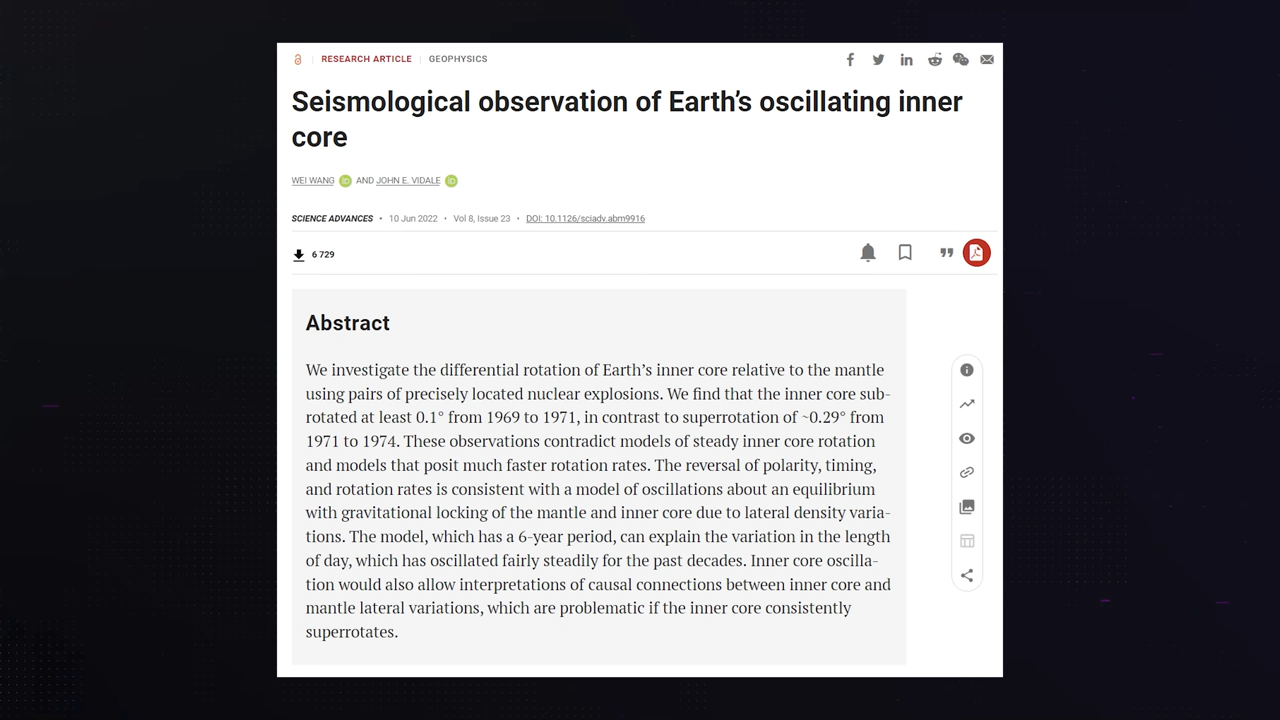 RESEARCH ARTICLE | GEOPHYSICS
Seismological observation of Earth’s oscillating inner
core
WEI WANG iD AND JOHN E. VIDALE iD
SCIENCE ADVANCES • 10 Jun 2022 • Vol 8, Issue 23 • DOI: 10.1126/sciadv.abm9916
6 729
Abstract
We investigate the differential rotation of Earth’s inner core relative to the mantle
using pairs of precisely located nuclear explosions. We find that the inner core sub-
rotated at least 0.1° from 1969 to 1971, in contrast to superrotation of ~0.29° from
1971 to 1974. These observations contradict models of steady inner core rotation
and models that posit much faster rotation rates. The reversal of polarity, timing,
and rotation rates is consistent with a model of oscillations about an equilibrium
with gravitational locking of the mantle and inner core due to lateral density varia-
tions. The model, which has a 6-year period, can explain the variation in the length
of day, which has oscillated fairly steadily for the past decades. Inner core oscilla-
tion would also allow interpretations of causal connections between inner core and
mantle lateral variations, which are problematic if the inner core consistently
superrotates.